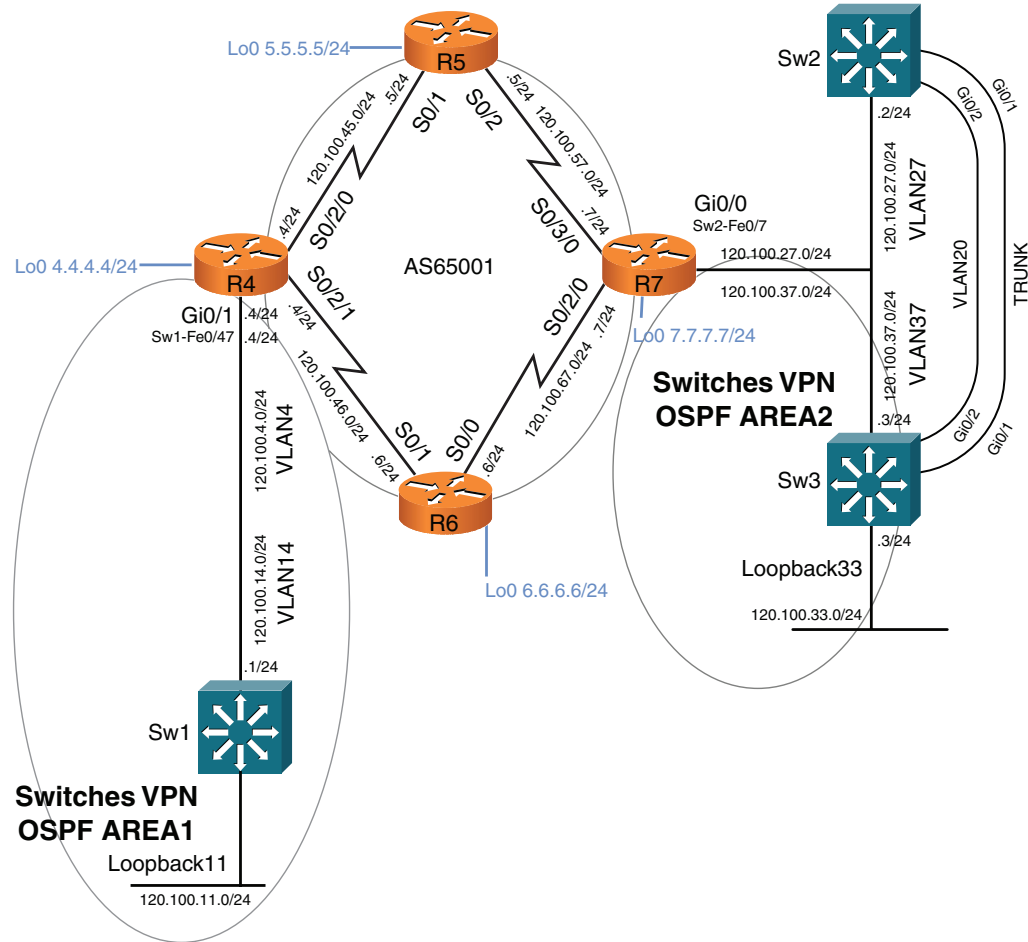 Sw2
Lo0 5.5.5.5/24
R5
.5/24
S0/1
120.100.45.0/24
.4/24
S0/2/0
.5/24
S0/2
120.100.57.0/24
.7/24
S0/3/0
Gi0/1
Gi0/2
.2/24
120.100.27.0/24
VLAN27
VLAN20
TRUNK
Gi0/0
Sw2-Fe0/7
120.100.27.0/24
120.100.37.0/24
Lo0 4.4.4.4/24
R4
AS65001
R7
Lo0 7.7.7.7/24
Gi0/1
Sw1-Fe0/47
.4/24
.4/24
S0/2/1
.4/24
120.100.46.0/24
S0/1
.6/24
S0/2/0
.7/24
120.100.67.0/24
S0/0
.6/24
R6
Lo0 6.6.6.6/24
Switches VPN
OSPF AREA2
120.100.37.0/24
VLAN37
.3/24
Gi0/2
Gi0/1
Sw3
.3/24
Loopback33
120.100.33.0/24
120.100.4.0/24
VLAN4
120.100.14.0/24
VLAN14
.1/24
Sw1
Switches VPN
OSPF AREA1
Loopback11
120.100.11.0/24